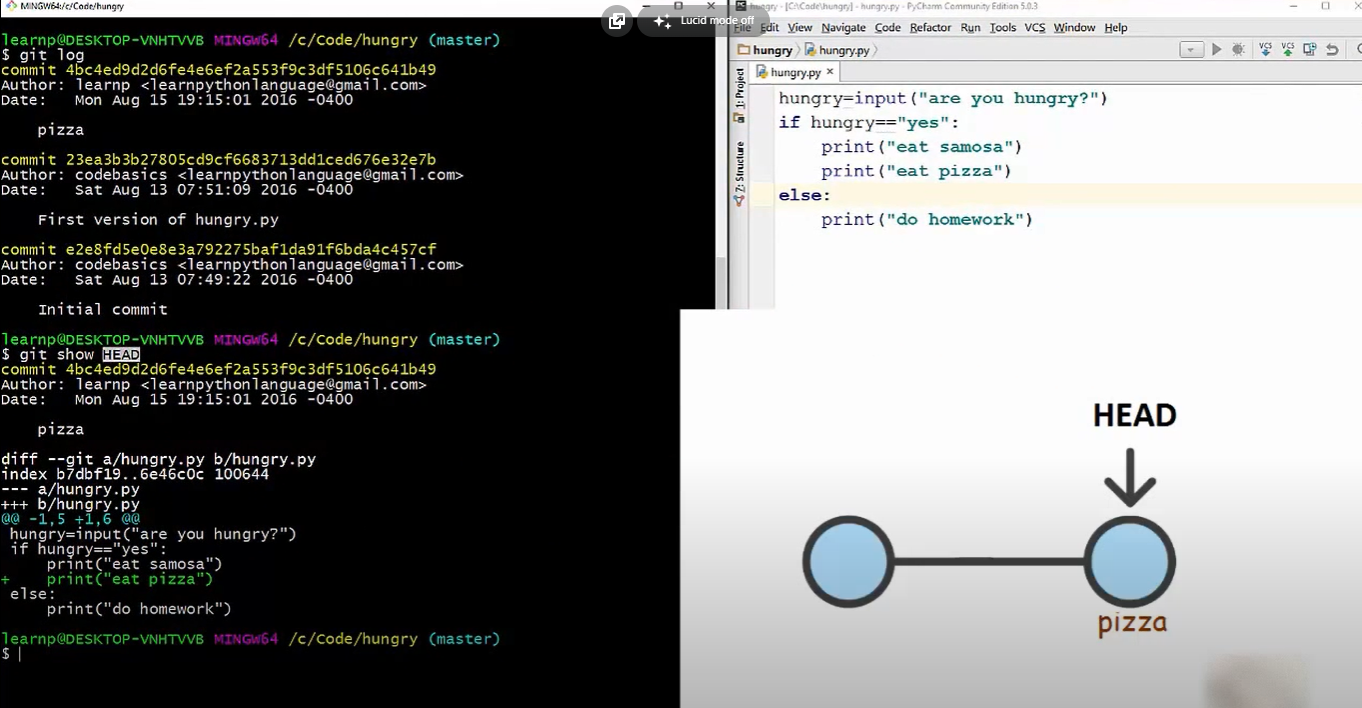 MINGW64:/c/Code/hungry
learnp@DESKTOP-VNHTVVB MINGW64 /c/Code/hungry (master)
$ git log
commit 4bc4ed9d2d6fe4e6ef2a553f9c3df5106c641b49
Author: learnp <learnpythonlanguage@gmail.com>
Date:   Mon Aug 15 19:15:01 2016 -0400
    pizza
commit 23ea3b3b27805cd9cf6683713dd1ced676e32e7b
Author: codebasics <learnpythonlanguage@gmail.com>
Date:   Sat Aug 13 07:51:09 2016 -0400
    First version of hungry.py
commit e2e8fd5e0e8e3a792275baf1da91f6bda4c457cf
Author: codebasics <learnpythonlanguage@gmail.com>
Date:   Sat Aug 13 07:49:22 2016 -0400
    Initial commit
learnp@DESKTOP-VNHTVVB MINGW64 /c/Code/hungry (master)
$ git show HEAD
commit 4bc4ed9d2d6fe4e6ef2a553f9c3df5106c641b49
Author: learnp <learnpythonlanguage@gmail.com>
Date:   Mon Aug 15 19:15:01 2016 -0400
    pizza
diff --git a/hungry.py b/hungry.py
index b7dbf19..6e46c0c 100644
--- a/hungry.py
+++ b/hungry.py
@@ -1,5 +1,6 @@
 hungry=input("are you hungry?")
 if hungry=="yes":
     print("eat samosa")
+    print("eat pizza")
 else:
     print("do homework")
learnp@DESKTOP-VNHTVVB MINGW64 /c/Code/hungry (master)
$
Lucid mode off
hungry - [C:\Code\hungry] - hungry.py - PyCharm Community Edition 5.0.3
File Edit View Navigate Code Refactor Run Tools VCS Window Help
hungry hungry.py
VCS VCS
hungry.py
1: Project
7: Structure
hungry=input("are you hungry?")
if hungry=="yes":
    print("eat samosa")
    print("eat pizza")
else:
    print("do homework")
HEAD
pizza